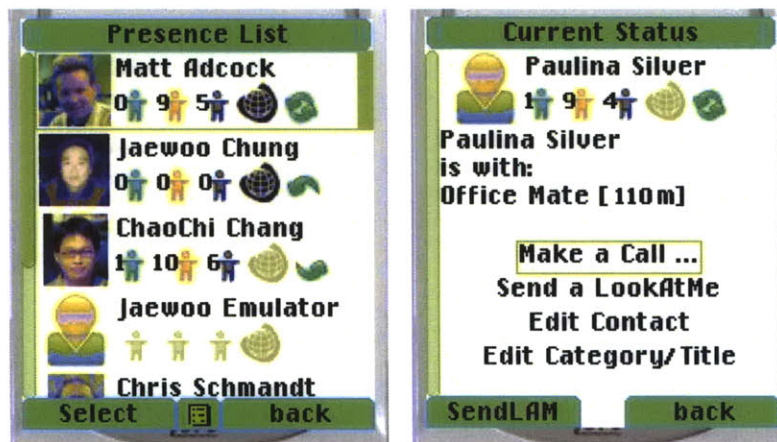 Presence List
Matt Adcock
0 9 5
Jaewoo Chung
0 0 0
ChaoChi Chang
1 10 6
Jaewoo Emulator
Chris Schmandt
Select back
Current Status
Paulina Silver
1 9 4
Paulina Silver
is with:
Office Mate [110m]
Make a Call ...
Send a LookAtMe
Edit Contact
Edit Category/Title
SendLAM back